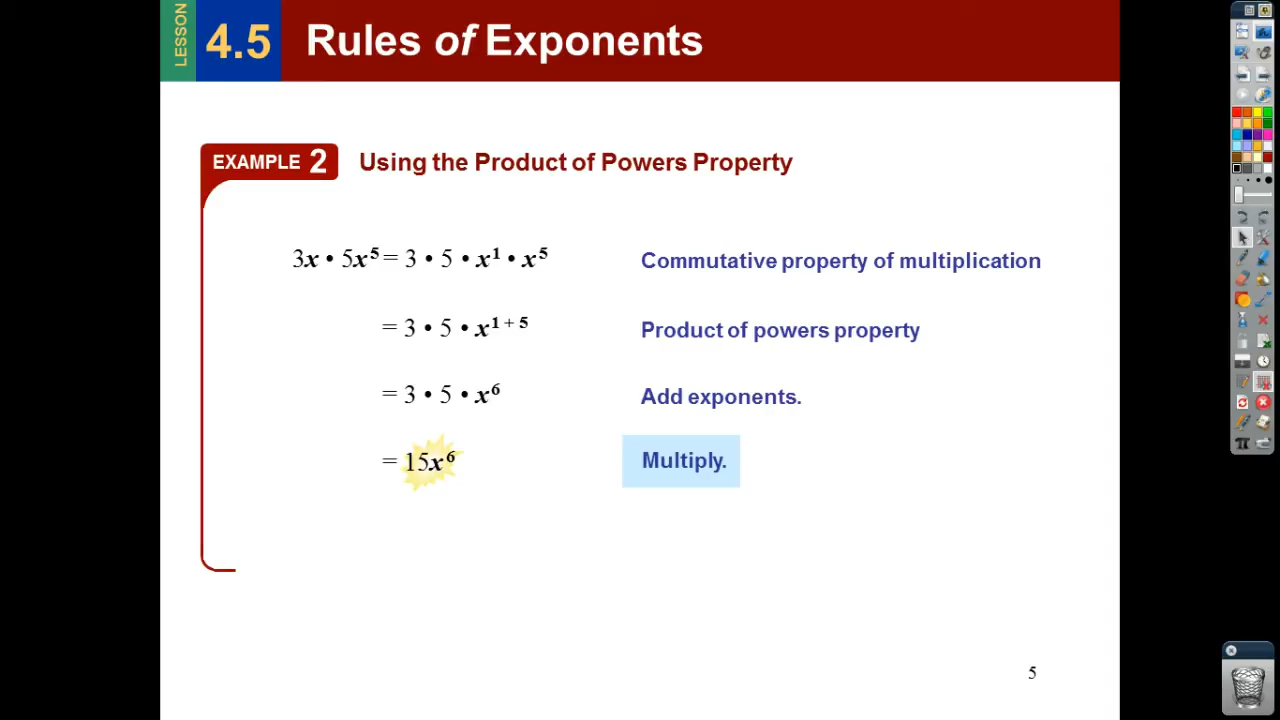 LESSON
4.5 Rules of Exponents
EXAMPLE 2 Using the Product of Powers Property
3x • 5x⁵ = 3 • 5 • x¹ • x⁵ Commutative property of multiplication
= 3 • 5 • x¹ ⁺ ⁵ Product of powers property
= 3 • 5 • x⁶ Add exponents.
= 15x⁶ Multiply.
5